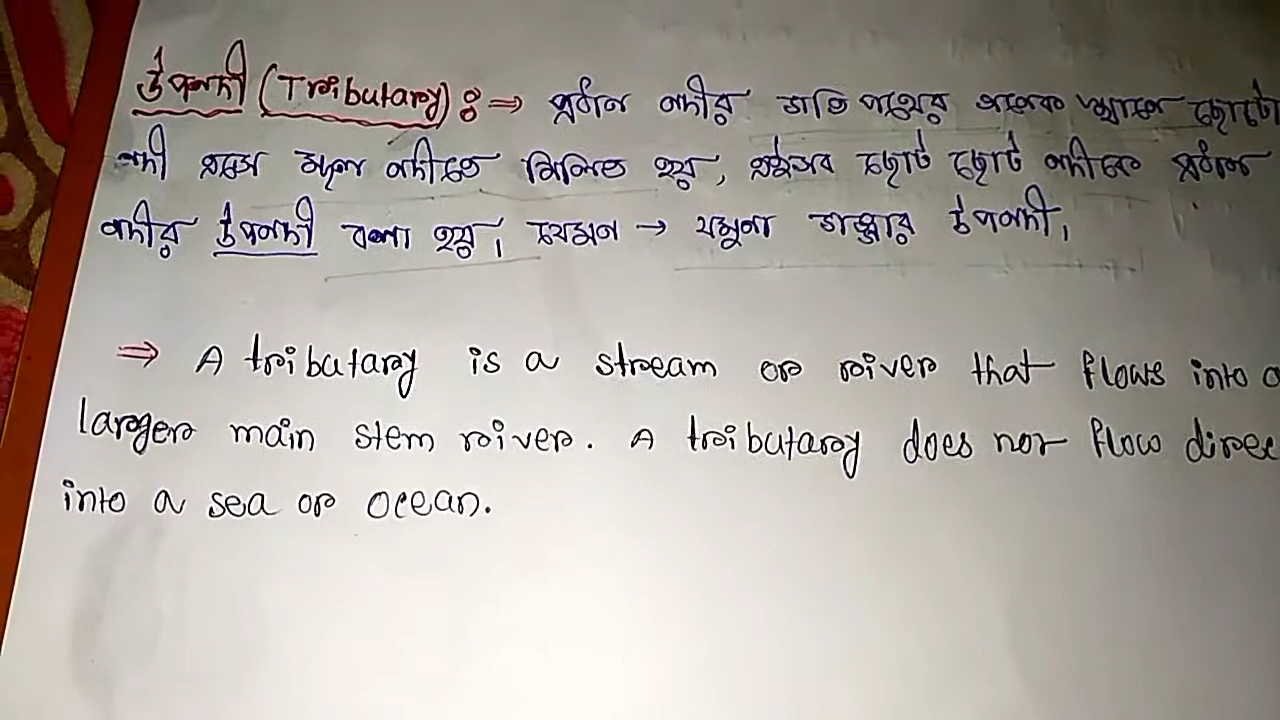 উপনদী (Tributary) : ⇒ প্রধান নদীর গতি পথের অনেক স্থানে ছোটো
নদী এসে মূল নদীতে মিলিত হয়, এইসব ছোট ছোট নদীকে প্রধান
নদীর উপনদী বলা হয়। যেমন → যমুনা গঙ্গার উপনদী।
⇒ A tributary is a stream or river that flows into a
larger main stem river. A tributary does not flow direc
into a sea or ocean.